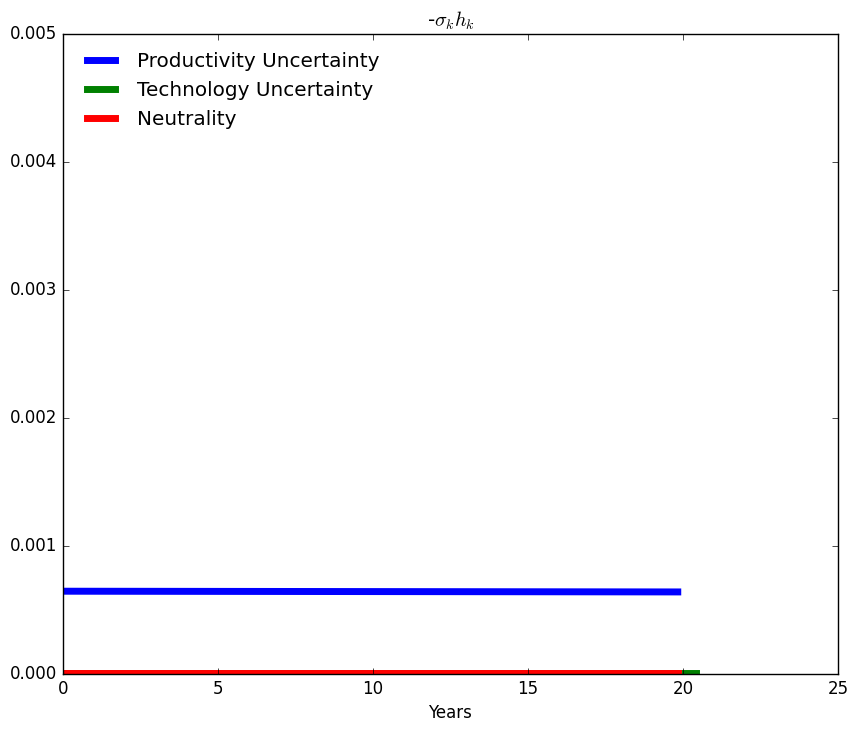 -σₖhₖ
0.005
Productivity Uncertainty
Technology Uncertainty
Neutrality
0.004
0.003
0.002
0.001
0.000
0 5 10 15 20 25
Years